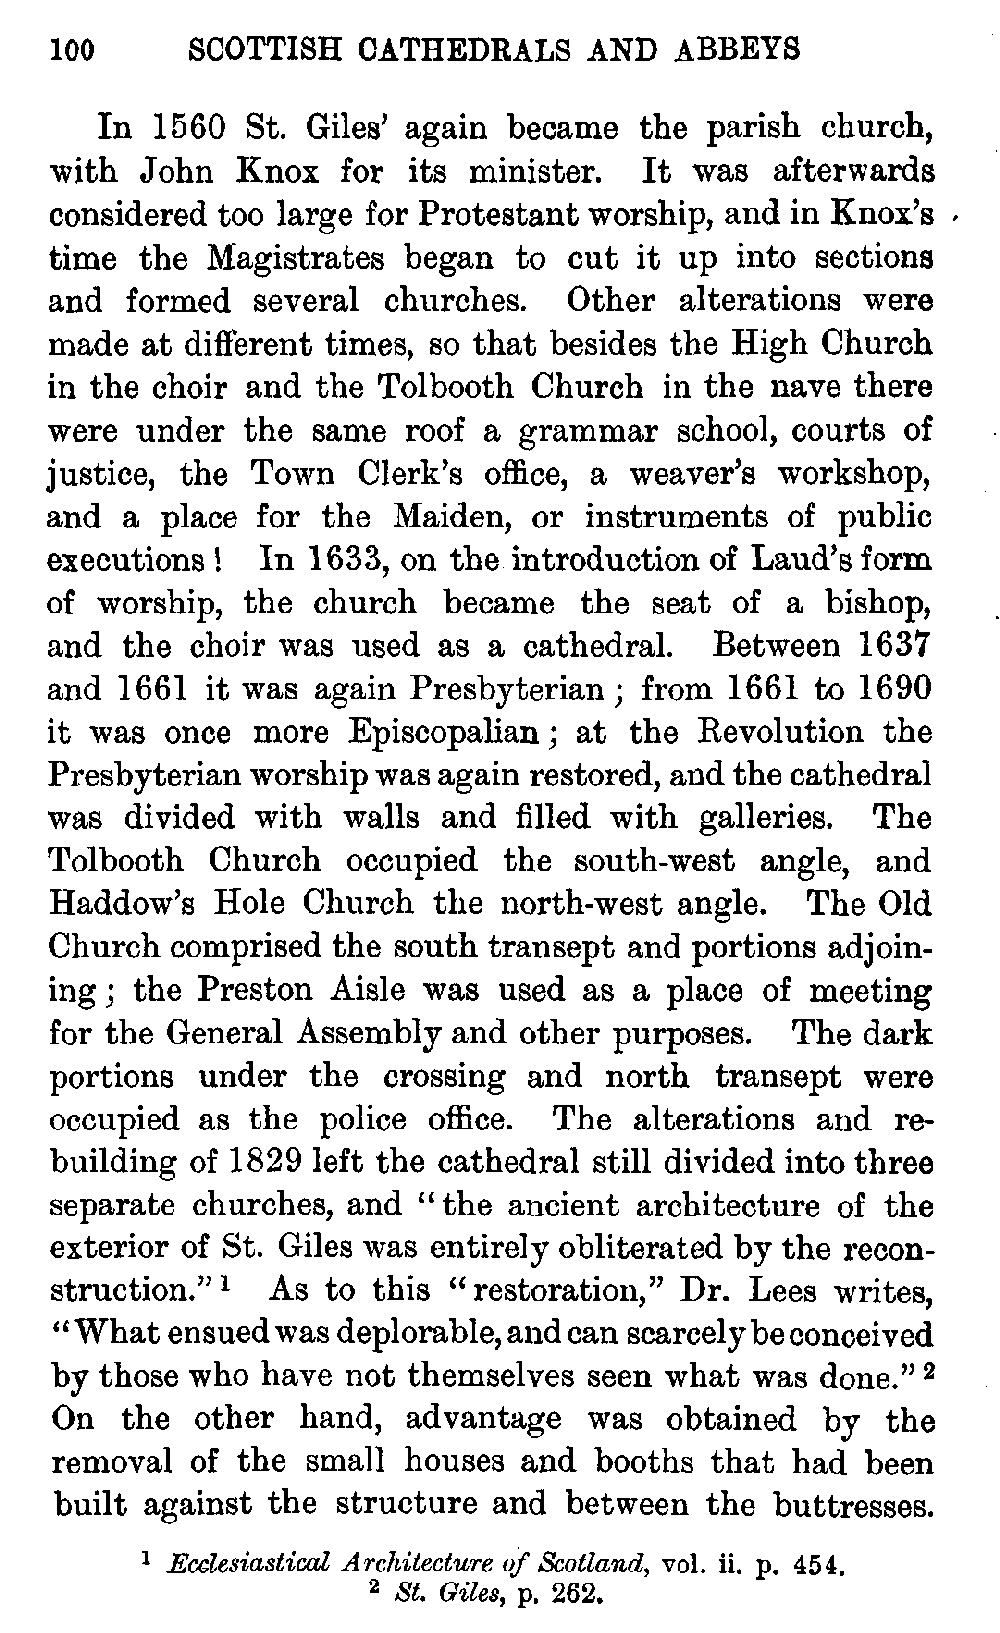 100 SCOTTISH CATHEDRALS AND ABBEYS
In 1560 St. Giles' again became the parish church,
with John Knox for its minister. It was afterwards
considered too large for Protestant worship, and in Knox's
time the Magistrates began to cut it up into sections
and formed several churches. Other alterations were
made at different times, so that besides the High Church
in the choir and the Tolbooth Church in the nave there
were under the same roof a grammar school, courts of
justice, the Town Clerk's office, a weaver's workshop,
and a place for the Maiden, or instruments of public
executions! In 1633, on the introduction of Laud's form
of worship, the church became the seat of a bishop,
and the choir was used as a cathedral. Between 1637
and 1661 it was again Presbyterian; from 1661 to 1690
it was once more Episcopalian; at the Revolution the
Presbyterian worship was again restored, and the cathedral
was divided with walls and filled with galleries. The
Tolbooth Church occupied the south-west angle, and
Haddow's Hole Church the north-west angle. The Old
Church comprised the south transept and portions adjoin-
ing; the Preston Aisle was used as a place of meeting
for the General Assembly and other purposes. The dark
portions under the crossing and north transept were
occupied as the police office. The alterations and re-
building of 1829 left the cathedral still divided into three
separate churches, and "the ancient architecture of the
exterior of St. Giles was entirely obliterated by the recon-
struction." 1 As to this "restoration," Dr. Lees writes,
"What ensued was deplorable, and can scarcely be conceived
by those who have not themselves seen what was done." 2
On the other hand, advantage was obtained by the
removal of the small houses and booths that had been
built against the structure and between the buttresses.
1 Ecclesiastical Architecture of Scotland, vol. ii. p. 454.
2 St. Giles, p. 262.